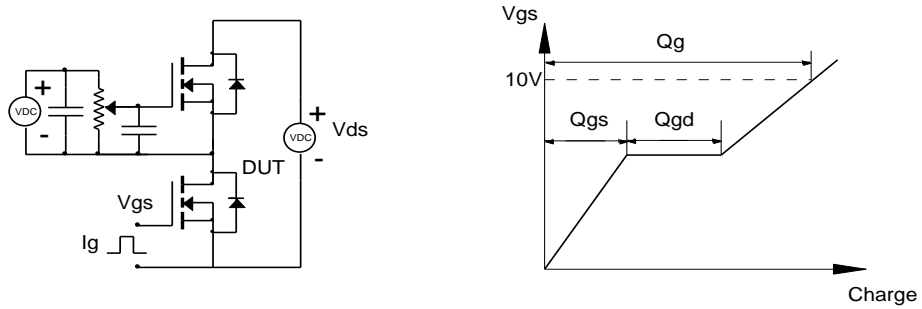 +
VDC
-
+
VDC
Vds
-
DUT
Vgs
Ig
Vgs
Qg
10V
Qgs
Qgd
Charge